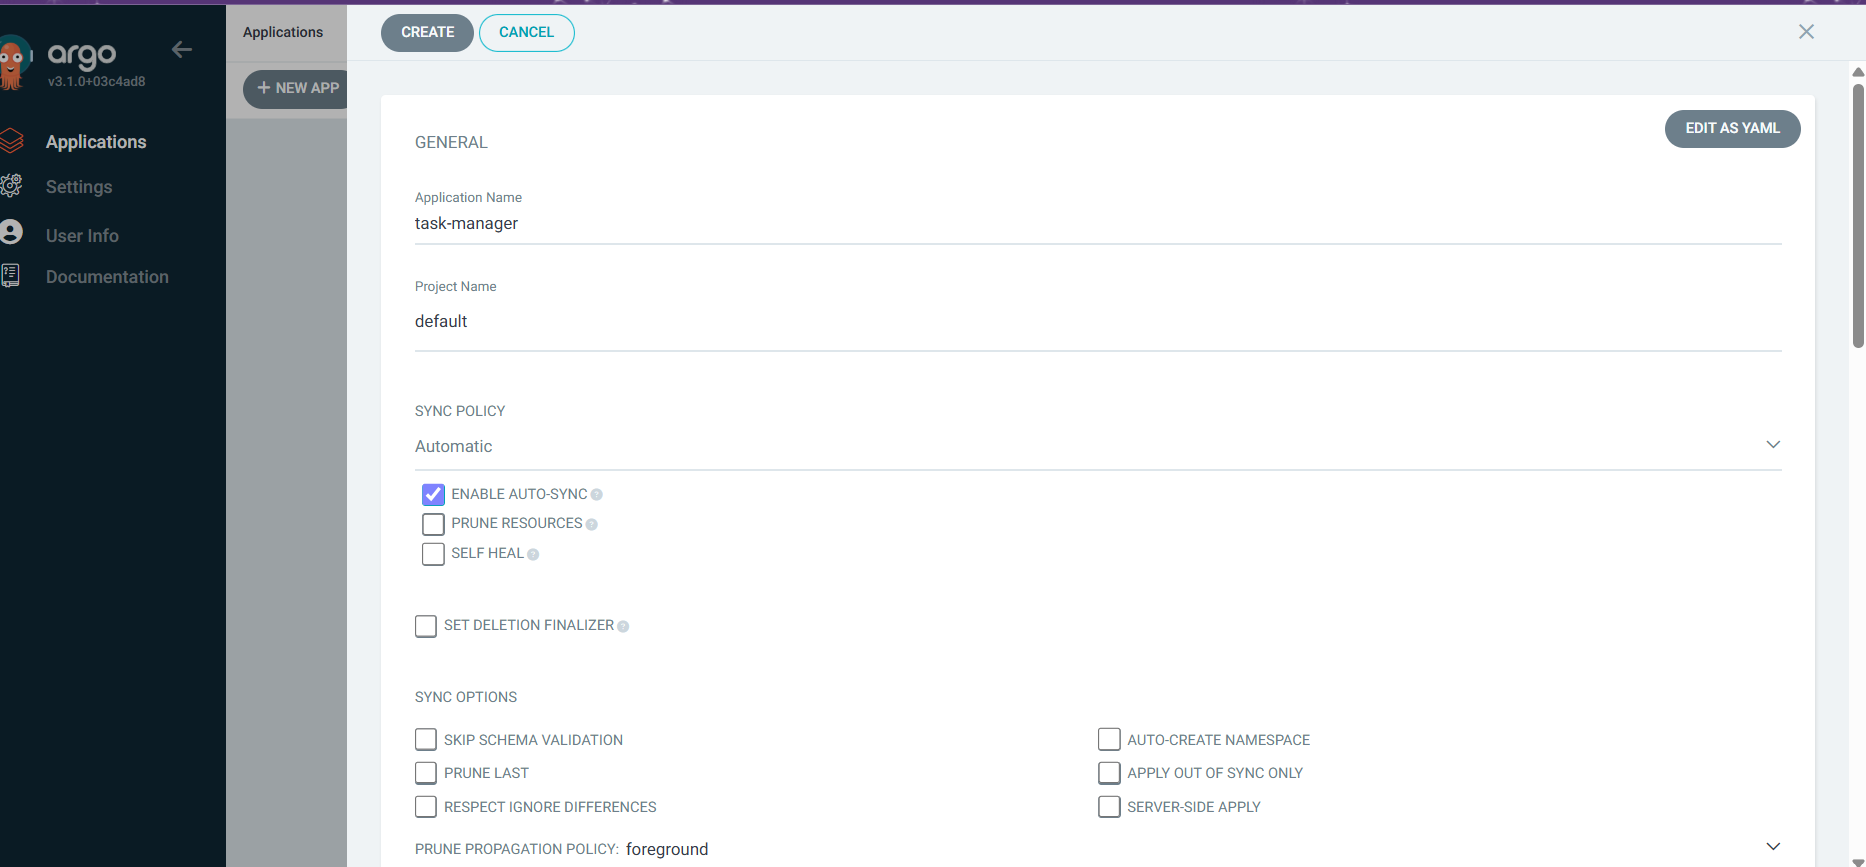 argo
v3.1.0+03c4ad8
Applications
Settings
User Info
Documentation
Applications
+ NEW APP
CREATE
CANCEL
GENERAL
EDIT AS YAML
Application Name
task-manager
Project Name
default
SYNC POLICY
Automatic
ENABLE AUTO-SYNC ?
PRUNE RESOURCES ?
SELF HEAL ?
SET DELETION FINALIZER ?
SYNC OPTIONS
SKIP SCHEMA VALIDATION
AUTO-CREATE NAMESPACE
PRUNE LAST
APPLY OUT OF SYNC ONLY
RESPECT IGNORE DIFFERENCES
SERVER-SIDE APPLY
PRUNE PROPAGATION POLICY: foreground